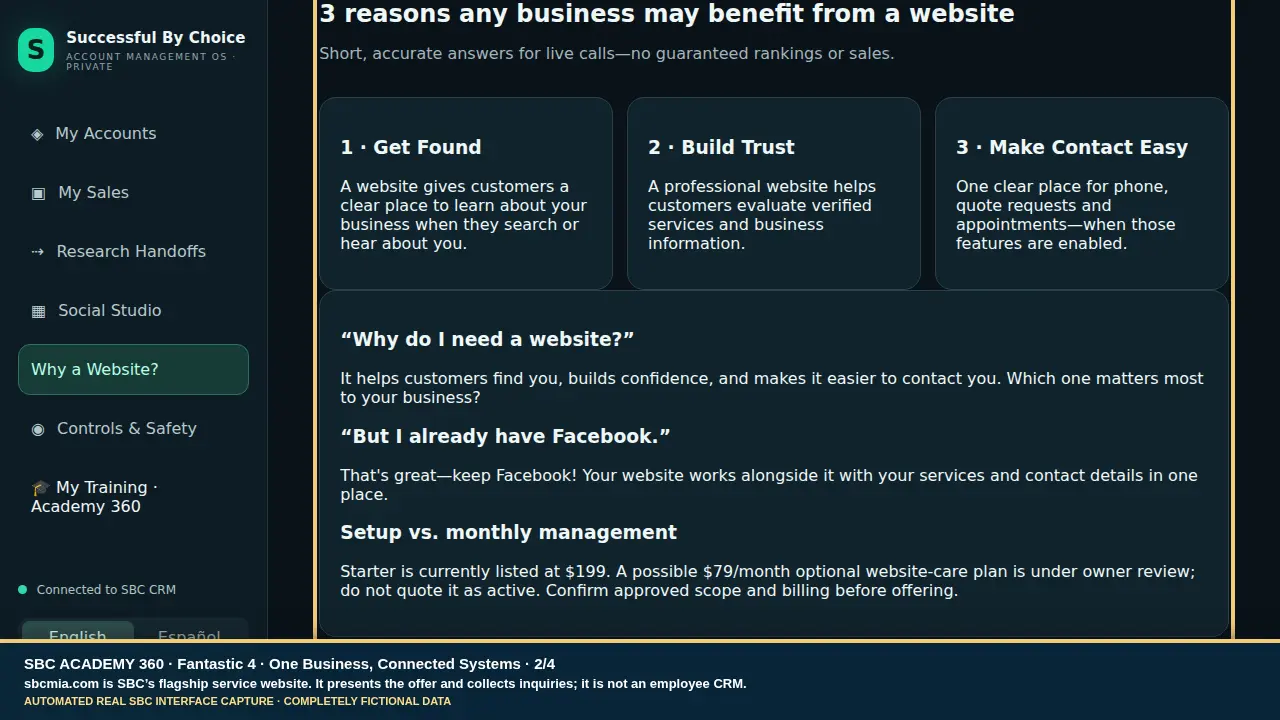 S
Successful By Choice
ACCOUNT MANAGEMENT OS ·
PRIVATE
◈ My Accounts
▣ My Sales
⇢ Research Handoffs
▦ Social Studio
Why a Website?
◉ Controls & Safety
🎓 My Training ·
Academy 360
Connected to SBC CRM
English Español
3 reasons any business may benefit from a website
Short, accurate answers for live calls—no guaranteed rankings or sales.
1 · Get Found
A website gives customers a
clear place to learn about your
business when they search or
hear about you.
2 · Build Trust
A professional website helps
customers evaluate verified
services and business
information.
3 · Make Contact Easy
One clear place for phone,
quote requests and
appointments—when those
features are enabled.
“Why do I need a website?”
It helps customers find you, builds confidence, and makes it easier to contact you. Which one matters most
to your business?
“But I already have Facebook.”
That's great—keep Facebook! Your website works alongside it with your services and contact details in one
place.
Setup vs. monthly management
Starter is currently listed at $199. A possible $79/month optional website-care plan is under owner review;
do not quote it as active. Confirm approved scope and billing before offering.
SBC ACADEMY 360 · Fantastic 4 · One Business, Connected Systems · 2/4
sbcmia.com is SBC’s flagship service website. It presents the offer and collects inquiries; it is not an employee CRM.
AUTOMATED REAL SBC INTERFACE CAPTURE · COMPLETELY FICTIONAL DATA